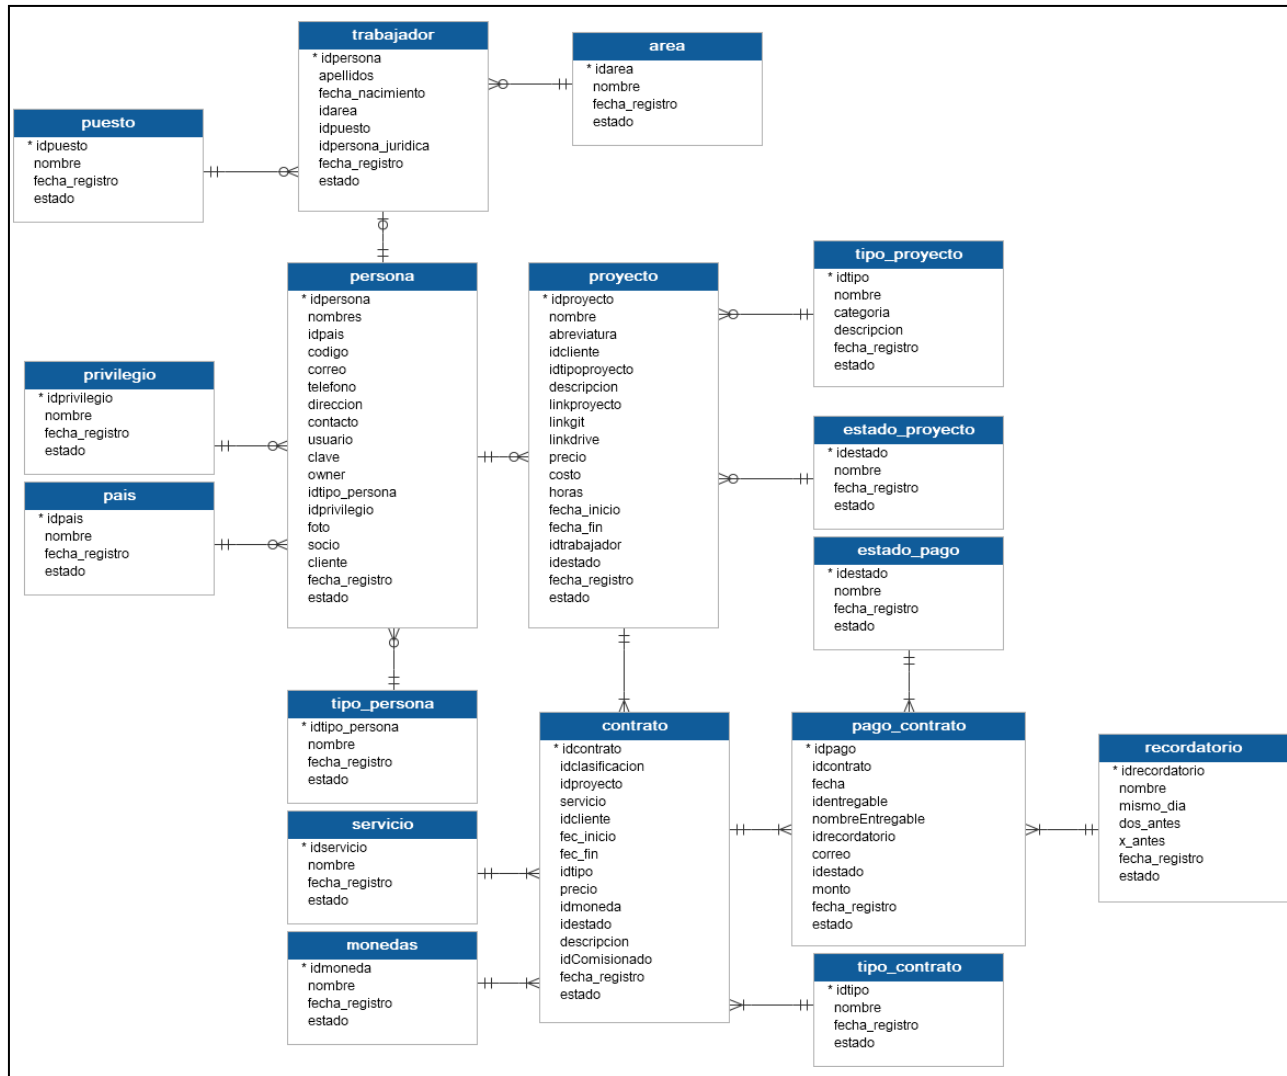 trabajador
* idpersona
apellidos
fecha_nacimiento
idarea
idpuesto
idpersona_juridica
fecha_registro
estado
area
* idarea
nombre
fecha_registro
estado
puesto
* idpuesto
nombre
fecha_registro
estado
persona
* idpersona
nombres
idpais
codigo
correo
telefono
direccion
contacto
usuario
clave
owner
idtipo_persona
idprivilegio
foto
socio
cliente
fecha_registro
estado
proyecto
* idproyecto
nombre
abreviatura
idcliente
idtipoproyecto
descripcion
linkproyecto
linkgit
linkdrive
precio
costo
horas
fecha_inicio
fecha_fin
idtrabajador
idestado
fecha_registro
estado
tipo_proyecto
* idtipo
nombre
categoria
descripcion
fecha_registro
estado
privilegio
* idprivilegio
nombre
fecha_registro
estado
estado_proyecto
* idestado
nombre
fecha_registro
estado
pais
* idpais
nombre
fecha_registro
estado
estado_pago
* idestado
nombre
fecha_registro
estado
tipo_persona
* idtipo_persona
nombre
fecha_registro
estado
contrato
* idcontrato
idclasificacion
idproyecto
servicio
idcliente
fec_inicio
fec_fin
idtipo
precio
idmoneda
idestado
descripcion
idComisionado
fecha_registro
estado
pago_contrato
* idpago
idcontrato
fecha
identregable
nombreEntregable
idrecordatorio
correo
idestado
monto
fecha_registro
estado
recordatorio
* idrecordatorio
nombre
mismo_dia
dos_antes
x_antes
fecha_registro
estado
servicio
* idservicio
nombre
fecha_registro
estado
monedas
* idmoneda
nombre
fecha_registro
estado
tipo_contrato
* idtipo
nombre
fecha_registro
estado